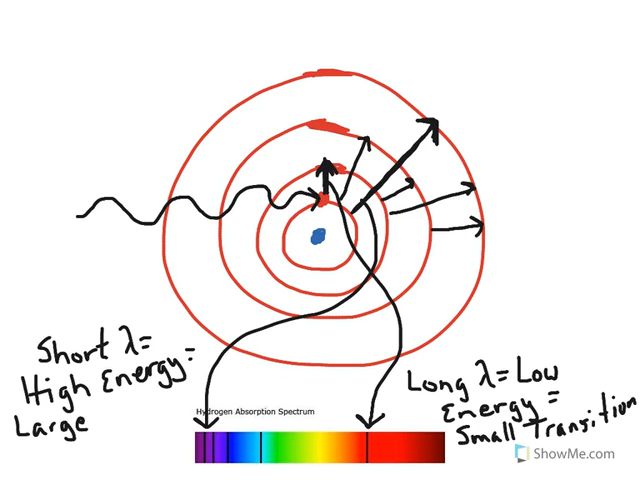 Short λ=
High Energy=
Large
Long λ=Low
Energy=
Small Transition
Hydrogen Absorption Spectrum
ShowMe.com